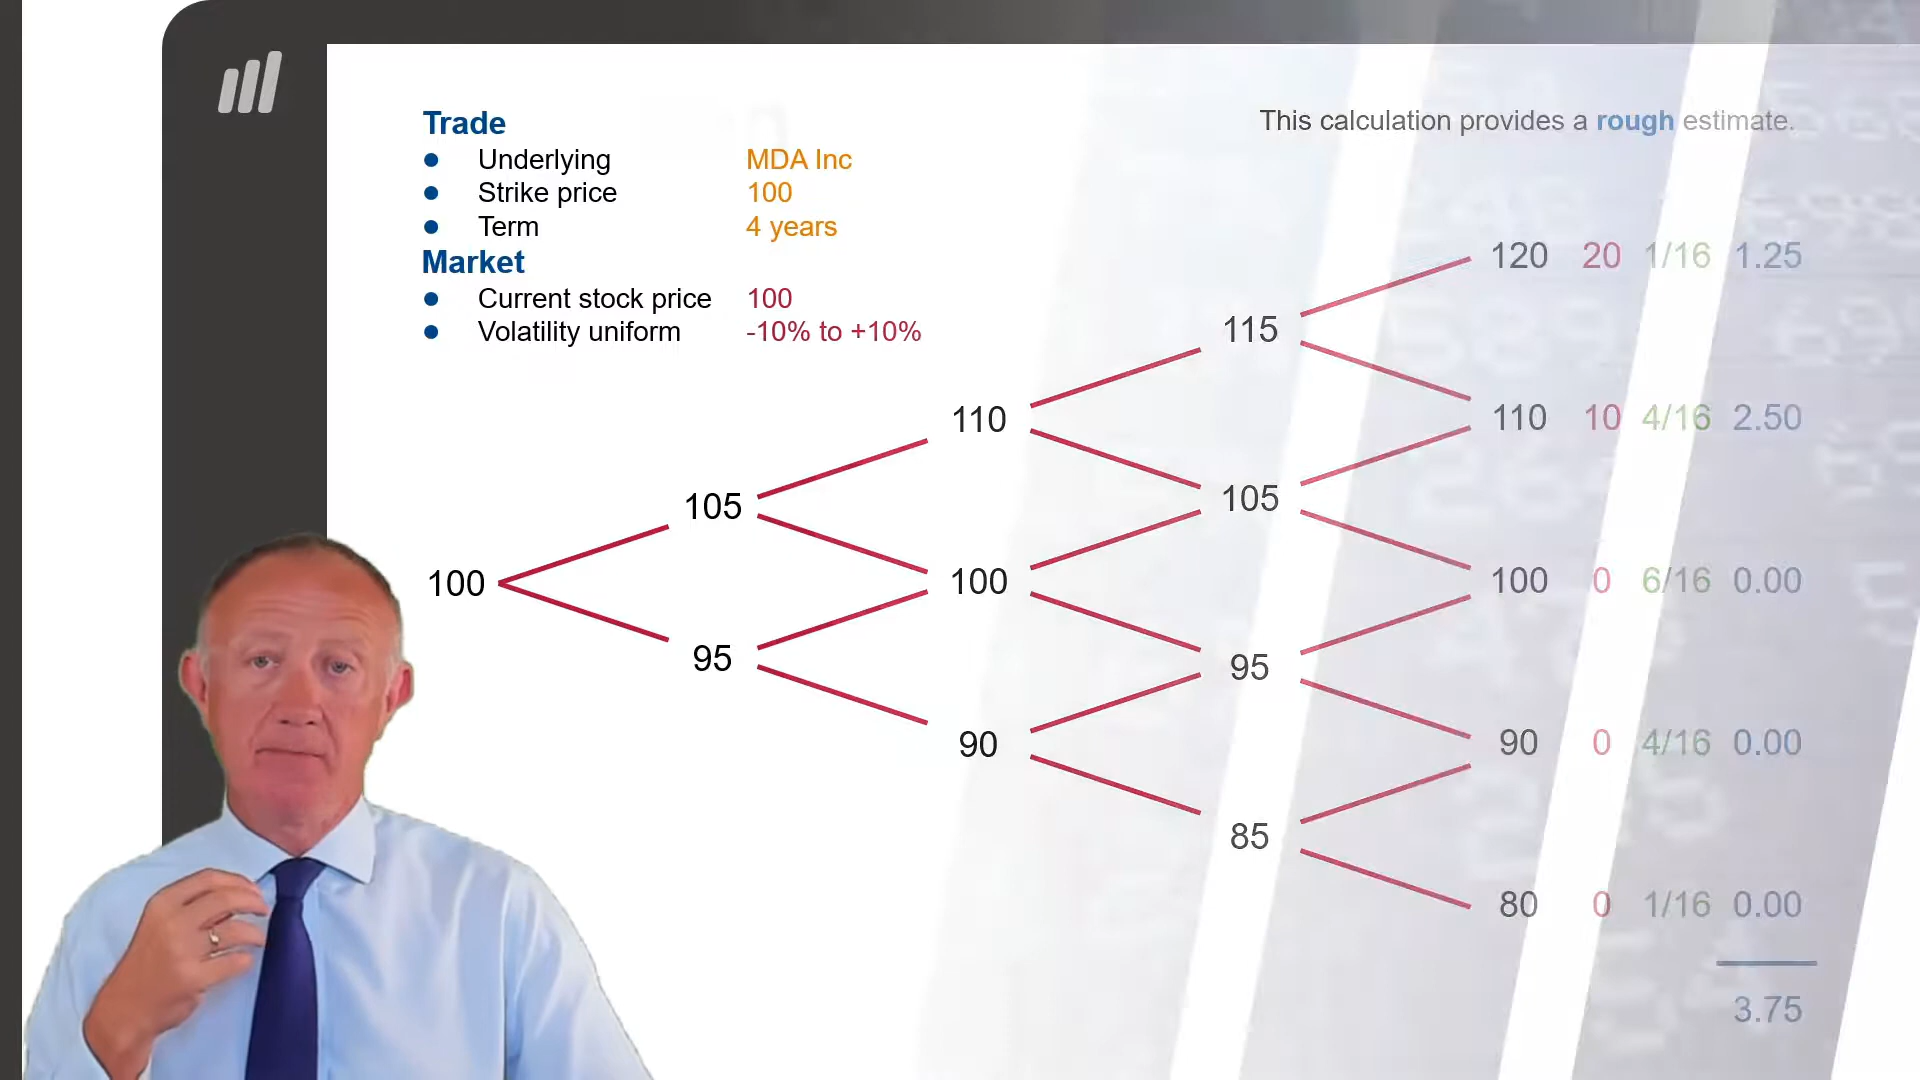 Trade
Underlying MDA Inc
Strike price 100
Term 4 years
Market
Current stock price 100
Volatility uniform -10% to +10%
This calculation provides a rough estimate.
120 20 1/16 1.25
115
110 110 10 4/16 2.50
105 105
100 100 100 0 6/16 0.00
95 95
90 90 0 4/16 0.00
85
80 0 1/16 0.00
3.75